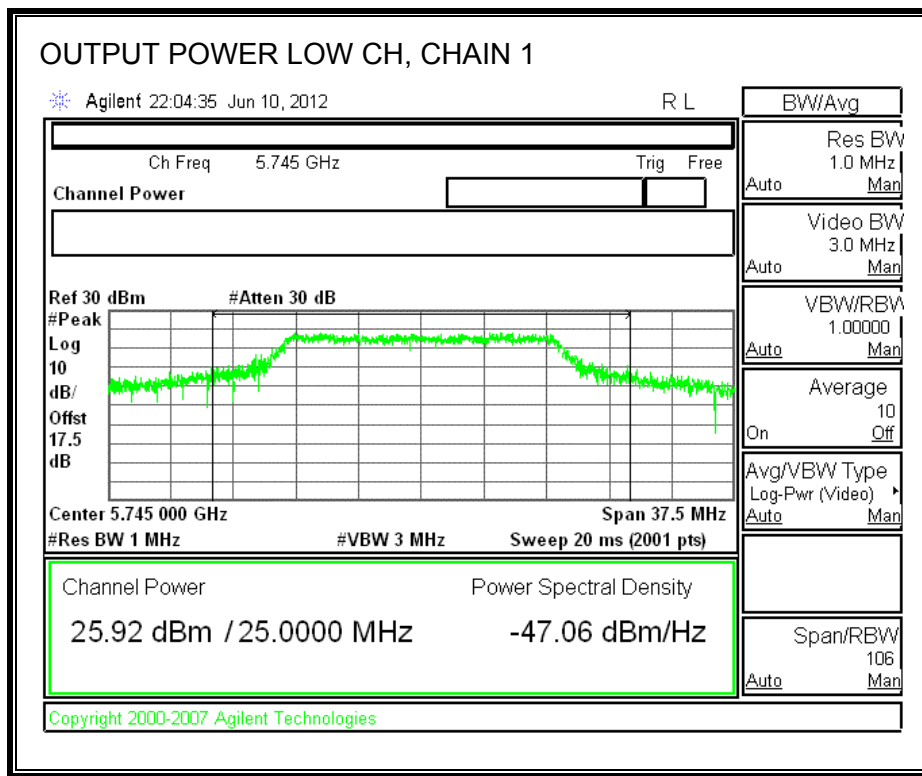 OUTPUT POWER LOW CH, CHAIN 1
Agilent 22:04:35 Jun 10, 2012 R L
Ch Freq 5.745 GHz Trig Free
Channel Power
Ref 30 dBm #Atten 30 dB
#Peak
Log
10
dB/
Offst
17.5
dB
Center 5.745 000 GHz Span 37.5 MHz
#Res BW 1 MHz #VBW 3 MHz Sweep 20 ms (2001 pts)
Channel Power Power Spectral Density
25.92 dBm / 25.0000 MHz -47.06 dBm/Hz
Copyright 2000-2007 Agilent Technologies
BW/Avg
Res BW
1.0 MHz
Auto Man
Video BW
3.0 MHz
Auto Man
VBW/RBW
1.00000
Auto Man
Average
10
On Off
Avg/VBW Type
Log-Pwr (Video)
Auto Man
Span/RBW
106
Auto Man